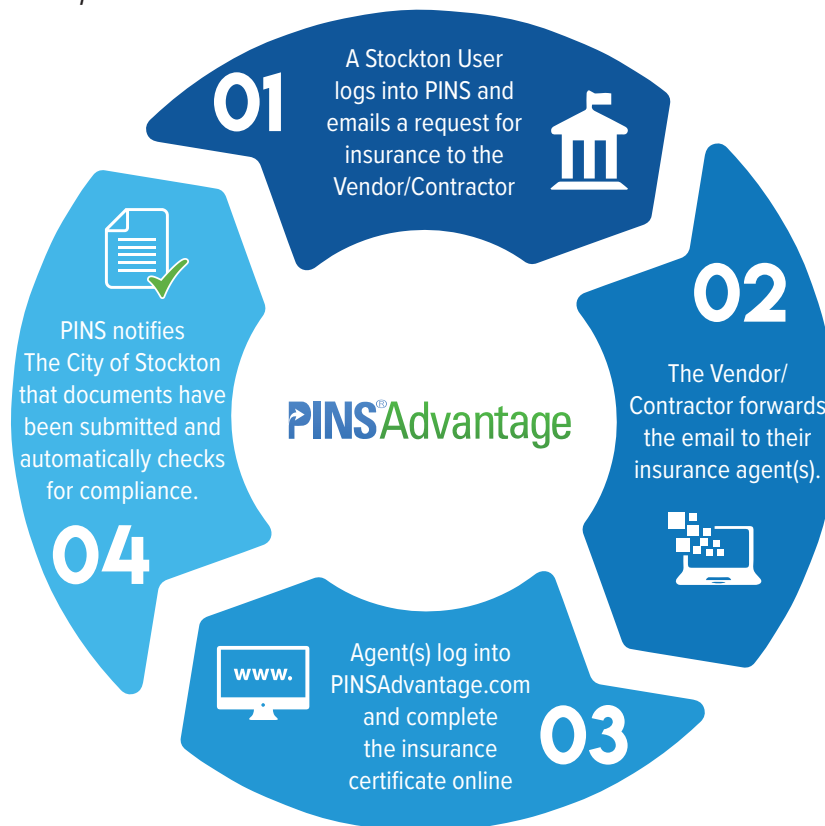 01
A Stockton User
logs into PINS and
emails a request for
insurance to the
Vendor/Contractor
02
The Vendor/
Contractor forwards
the email to their
insurance agent(s).
www.
Agent(s) log into
PINSAdvantage.com
and complete
the insurance
certificate online
03
PINS notifies
The City of Stockton
that documents have
been submitted and
automatically checks
for compliance.
04
PINS®Advantage